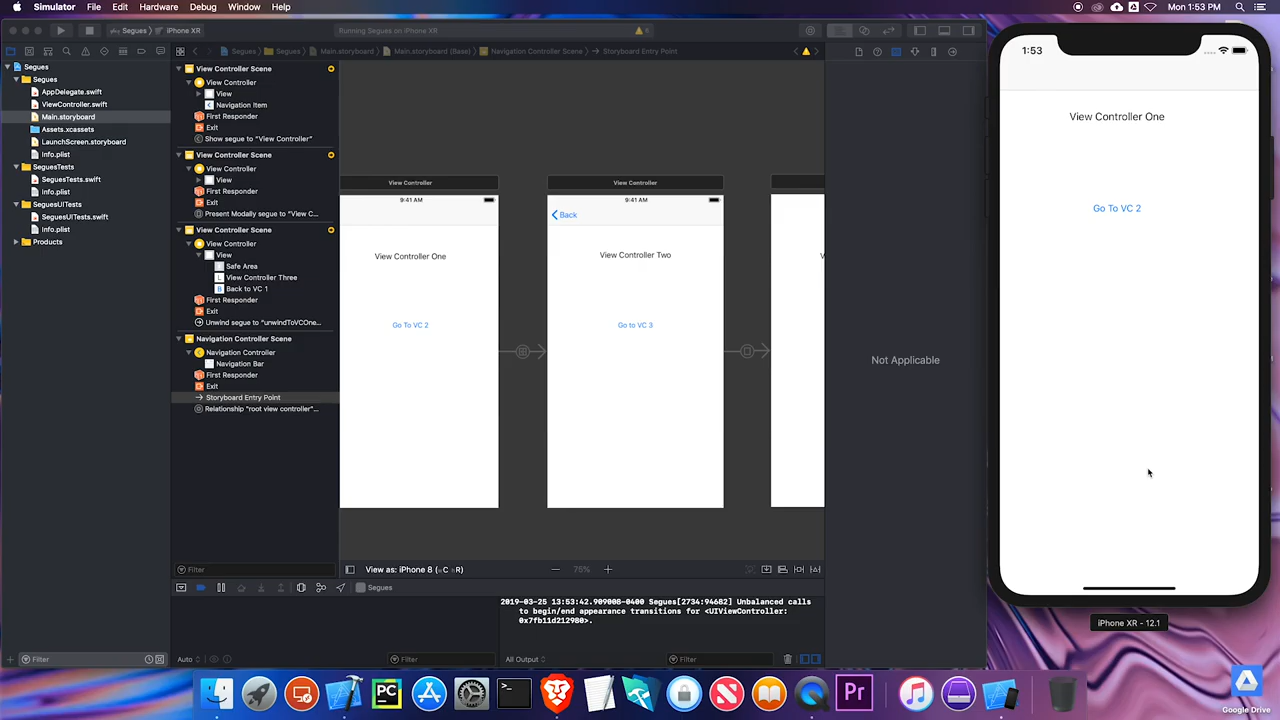 Simulator File Edit Hardware Debug Window Help
Mon 1:53 PM
Segues iPhone XR
Running Segues on iPhone XR
6
Segues Segues Main.storyboard Main.storyboard (Base) Navigation Controller Scene Storyboard Entry Point
Segues
Segues
AppDelegate.swift
ViewController.swift
Main.storyboard
Assets.xcassets
LaunchScreen.storyboard
Info.plist
SeguesTests
SeguesTests.swift
Info.plist
SeguesUITests
SeguesUITests.swift
Info.plist
Products
View Controller Scene
View Controller
View
Navigation Item
First Responder
Exit
Show segue to "View Controller"
View Controller Scene
View Controller
View
First Responder
Exit
Present Modally segue to "View C...
View Controller Scene
View Controller
View
Safe Area
L View Controller Three
B Back to VC 1
First Responder
Exit
Unwind segue to "unwindToVCOne...
Navigation Controller Scene
Navigation Controller
Navigation Bar
First Responder
Exit
Storyboard Entry Point
Relationship "root view controller"...
Filter
View Controller
9:41 AM
View Controller One
Go To VC 2
View Controller
9:41 AM
Back
View Controller Two
Go to VC 3
Not Applicable
View as: iPhone 8 (wC hR)
75%
Segues
2019-03-25 13:53:42.909008-0400 Segues[2734:94682] Unbalanced calls
to begin/end appearance transitions for <UIViewController:
0x7fb11d212980>.
Filter
Auto
Filter
All Output
Filter
1:53
View Controller One
Go To VC 2
iPhone XR - 12.1
PC
Pr
Google Drive